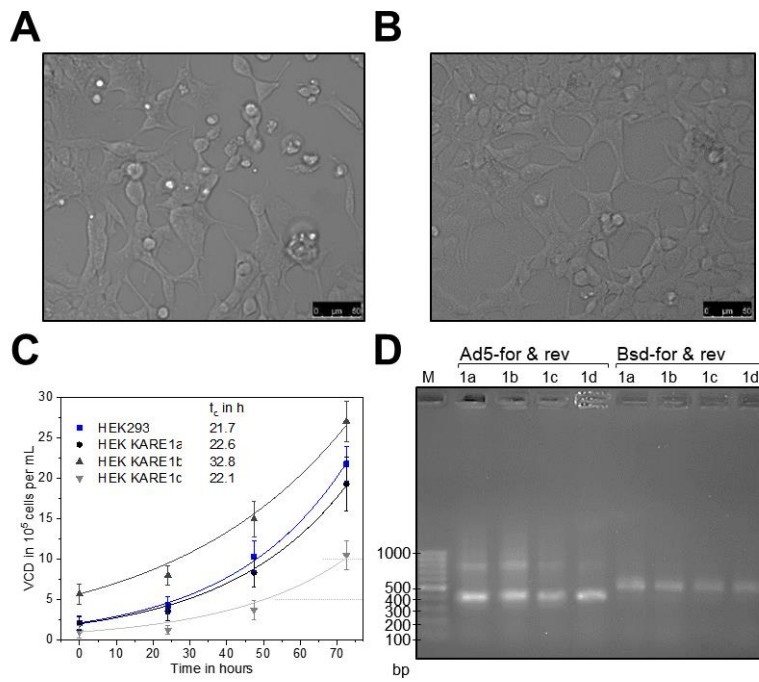 A
B
0 µm 50
0 µm 50
C
VCD in 10⁵ cells per mL
30
25
20
15
10
5
0
t꜀ in h
HEK293 21.7
HEK KARE1a 22.6
HEK KARE1b 32.8
HEK KARE1c 22.1
0 10 20 30 40 50 60 70
Time in hours
D
Ad5-for & rev Bsd-for & rev
M 1a 1b 1c 1d 1a 1b 1c 1d
1000
500
400
300
200
100
bp